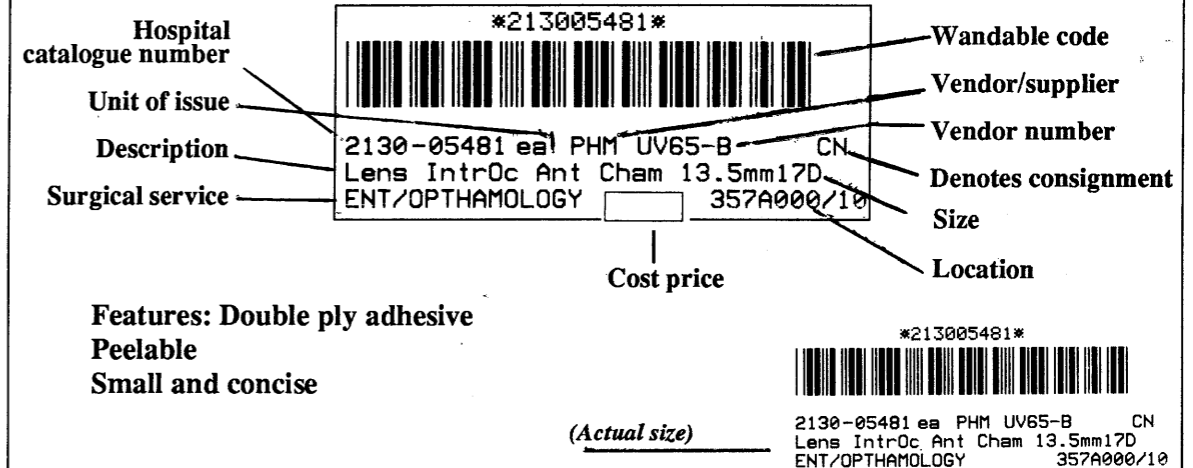 Hospital
catalogue number
Unit of issue
Description
Surgical service
*213005481*
2130-05481 ea PHM UV65-B CN
Lens IntrOc Ant Cham 13.5mm17D
ENT/OPTHAMOLOGY 357A000/10
Wandable code
Vendor/supplier
Vendor number
Denotes consignment
Size
Location
Cost price
Features: Double ply adhesive
Peelable
Small and concise
(Actual size)
*213005481*
2130-05481 ea PHM UV65-B CN
Lens IntrOc Ant Cham 13.5mm17D
ENT/OPTHAMOLOGY 357A000/10